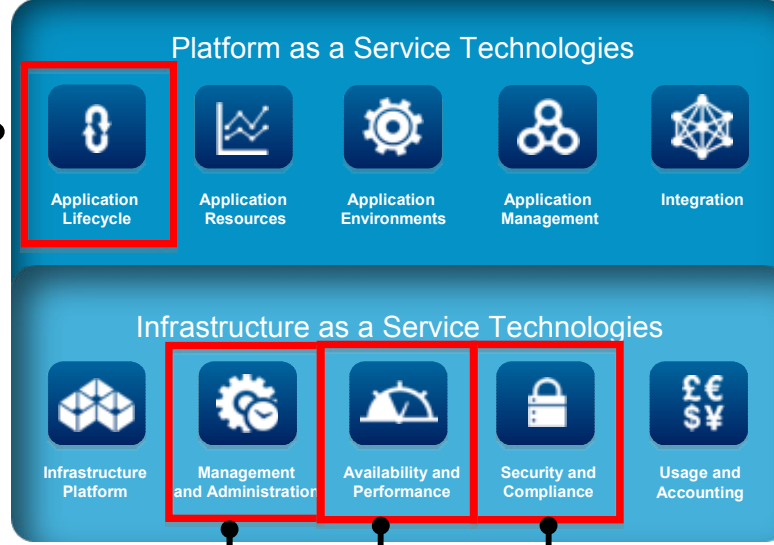 Platform as a Service Technologies
Application
Lifecycle
Application
Resources
Application
Environments
Application
Management
Integration
Infrastructure as a Service Technologies
£€
$¥
Infrastructure
Platform
Management
and Administration
Availability and
Performance
Security and
Compliance
Usage and
Accounting